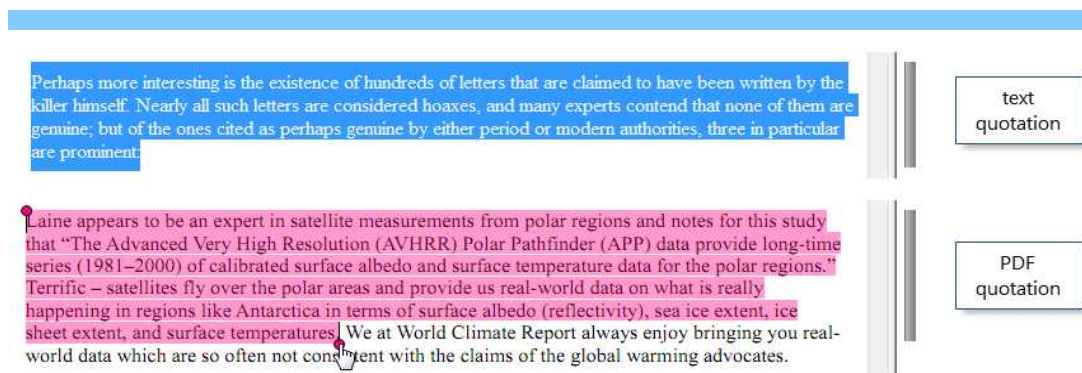 Perhaps more interesting is the existence of hundreds of letters that are claimed to have been written by the
killer himself. Nearly all such letters are considered hoaxes, and many experts contend that none of them are
genuine; but of the ones cited as perhaps genuine by either period or modern authorities, three in particular
are prominent:
text
quotation
Laine appears to be an expert in satellite measurements from polar regions and notes for this study
that “The Advanced Very High Resolution (AVHRR) Polar Pathfinder (APP) data provide long-time
series (1981–2000) of calibrated surface albedo and surface temperature data for the polar regions.”
Terrific – satellites fly over the polar areas and provide us real-world data on what is really
happening in regions like Antarctica in terms of surface albedo (reflectivity), sea ice extent, ice
sheet extent, and surface temperatures. We at World Climate Report always enjoy bringing you real-
world data which are so often not consistent with the claims of the global warming advocates.
PDF
quotation